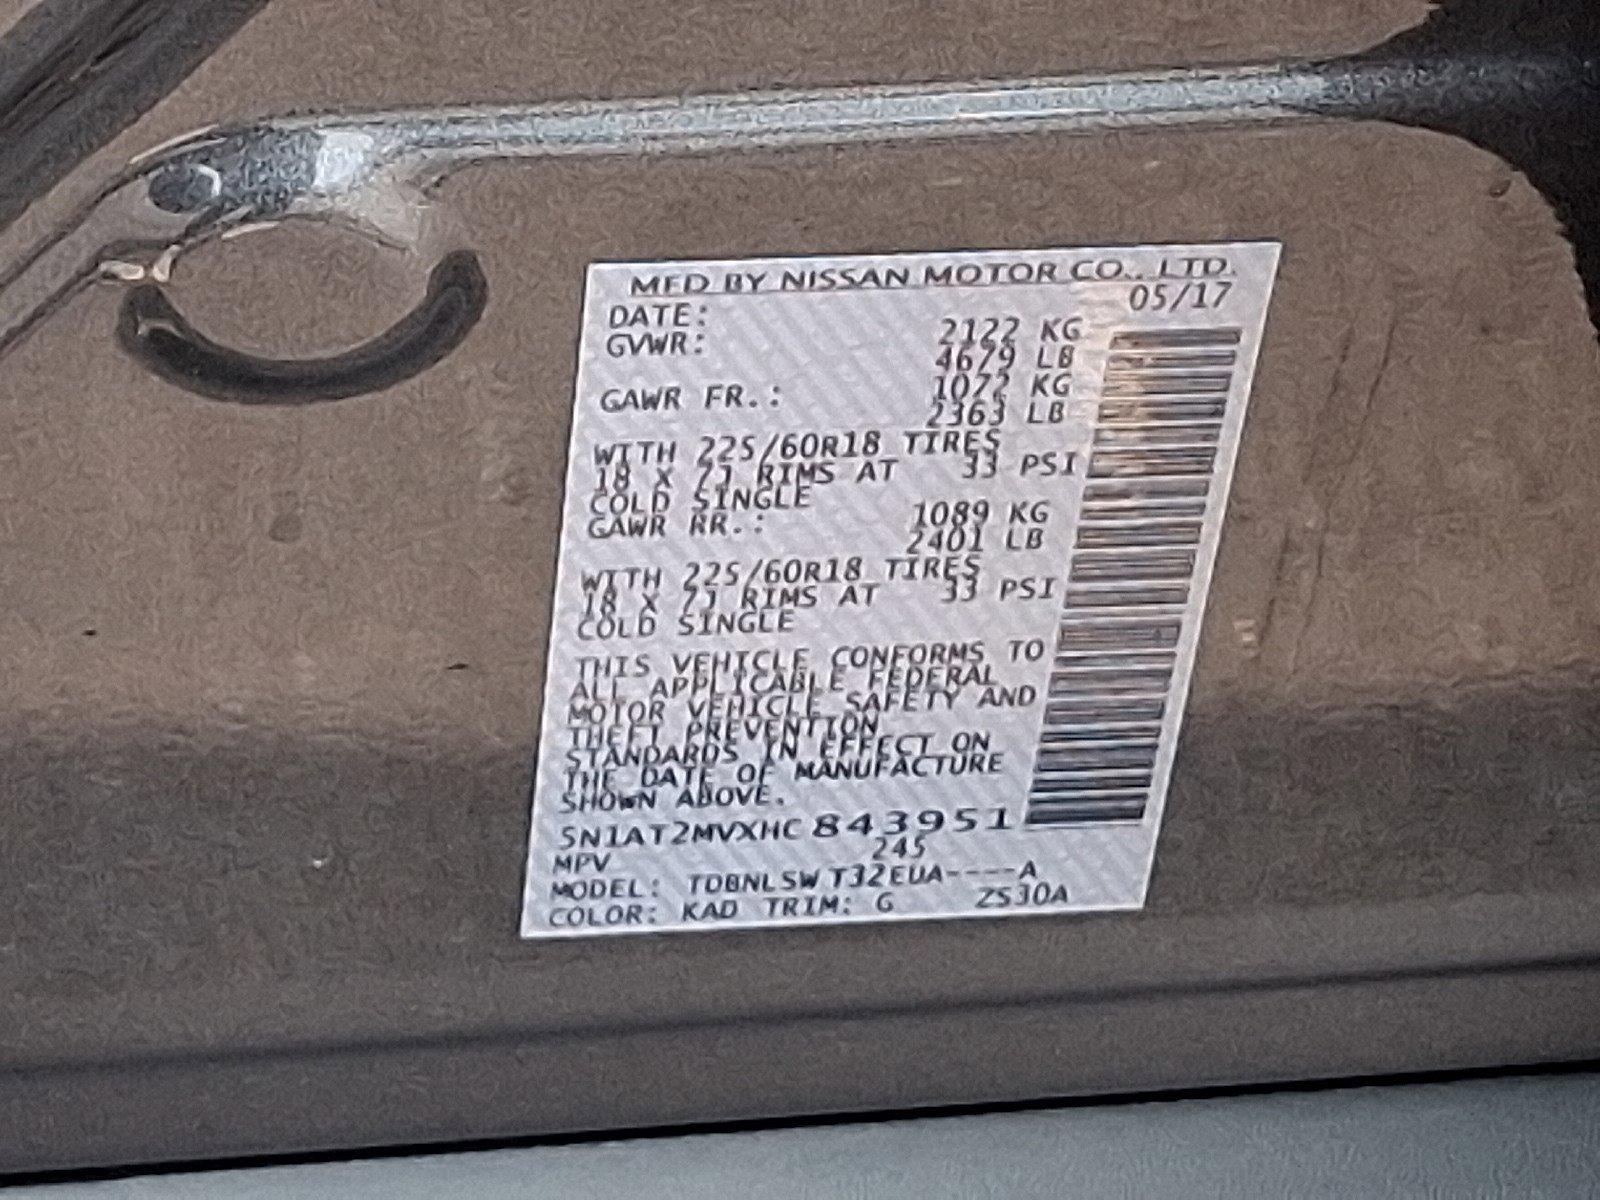 MFD BY NISSAN MOTOR CO., LTD.
DATE: 05/17
GVWR: 2122 KG
4679 LB
GAWR FR.: 1072 KG
2363 LB
WITH 225/60R18 TIRES
18 X 7J RIMS AT 33 PSI
COLD SINGLE
GAWR RR.: 1089 KG
2401 LB
WITH 225/60R18 TIRES
18 X 7J RIMS AT 33 PSI
COLD SINGLE
THIS VEHICLE CONFORMS TO
ALL APPLICABLE FEDERAL
MOTOR VEHICLE SAFETY AND
THEFT PREVENTION
STANDARDS IN EFFECT ON
THE DATE OF MANUFACTURE
SHOWN ABOVE.
5N1AT2MVXHC843951
MPV 245
MODEL: TDBNLSW T32EUA----A
COLOR: KAD TRIM: G ZS30A